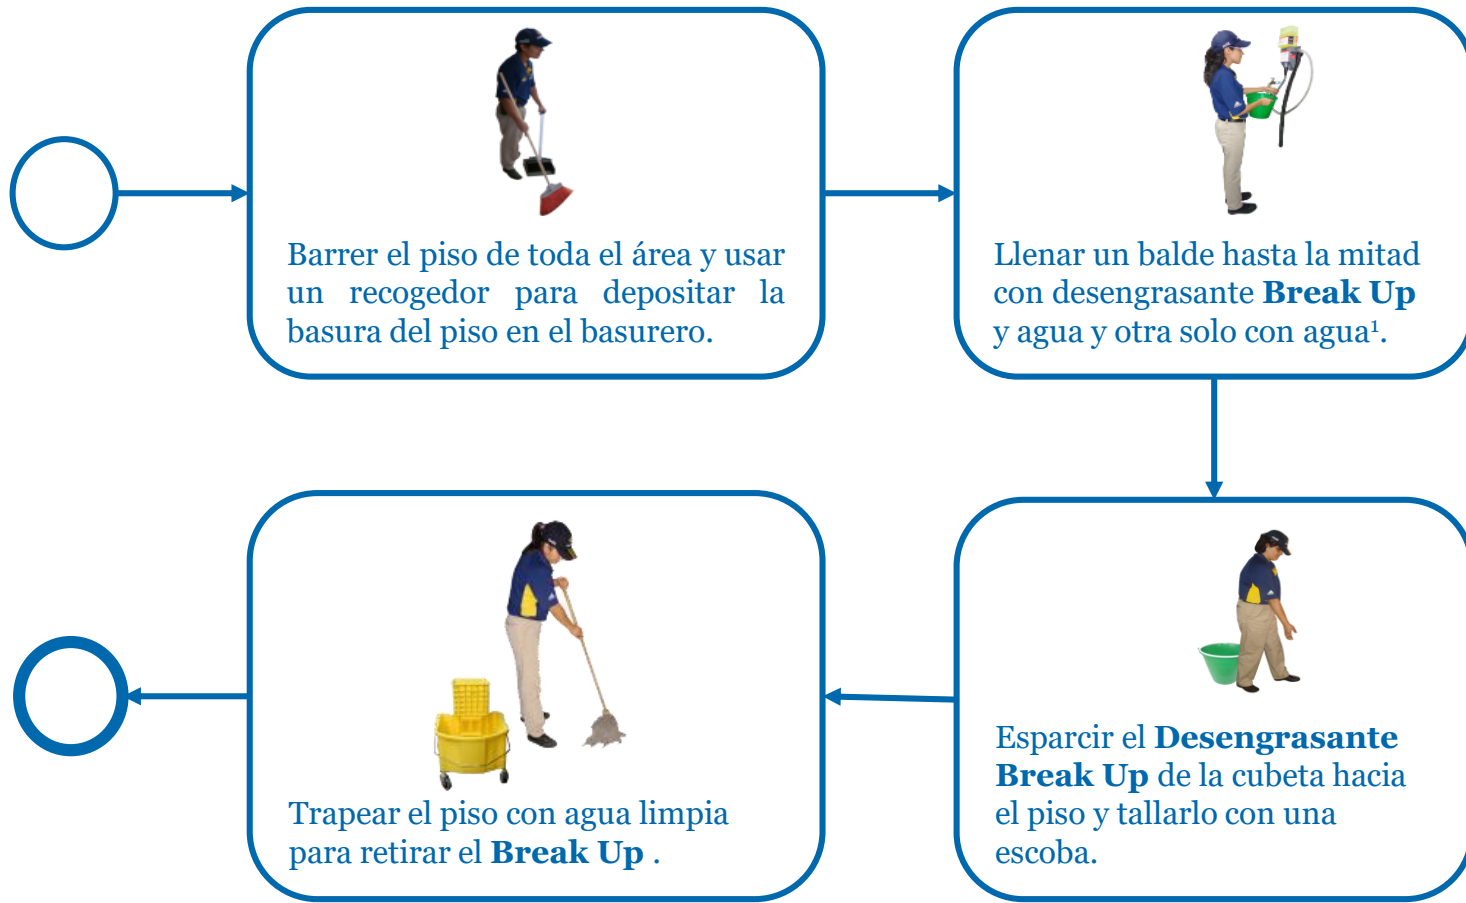 Barrer el piso de toda el área y usar
un recogedor para depositar la
basura del piso en el basurero.
Llenar un balde hasta la mitad
con desengrasante Break Up
y agua y otra solo con agua¹.
Esparcir el Desengrasante
Break Up de la cubeta hacia
el piso y tallarlo con una
escoba.
Trapear el piso con agua limpia
para retirar el Break Up .